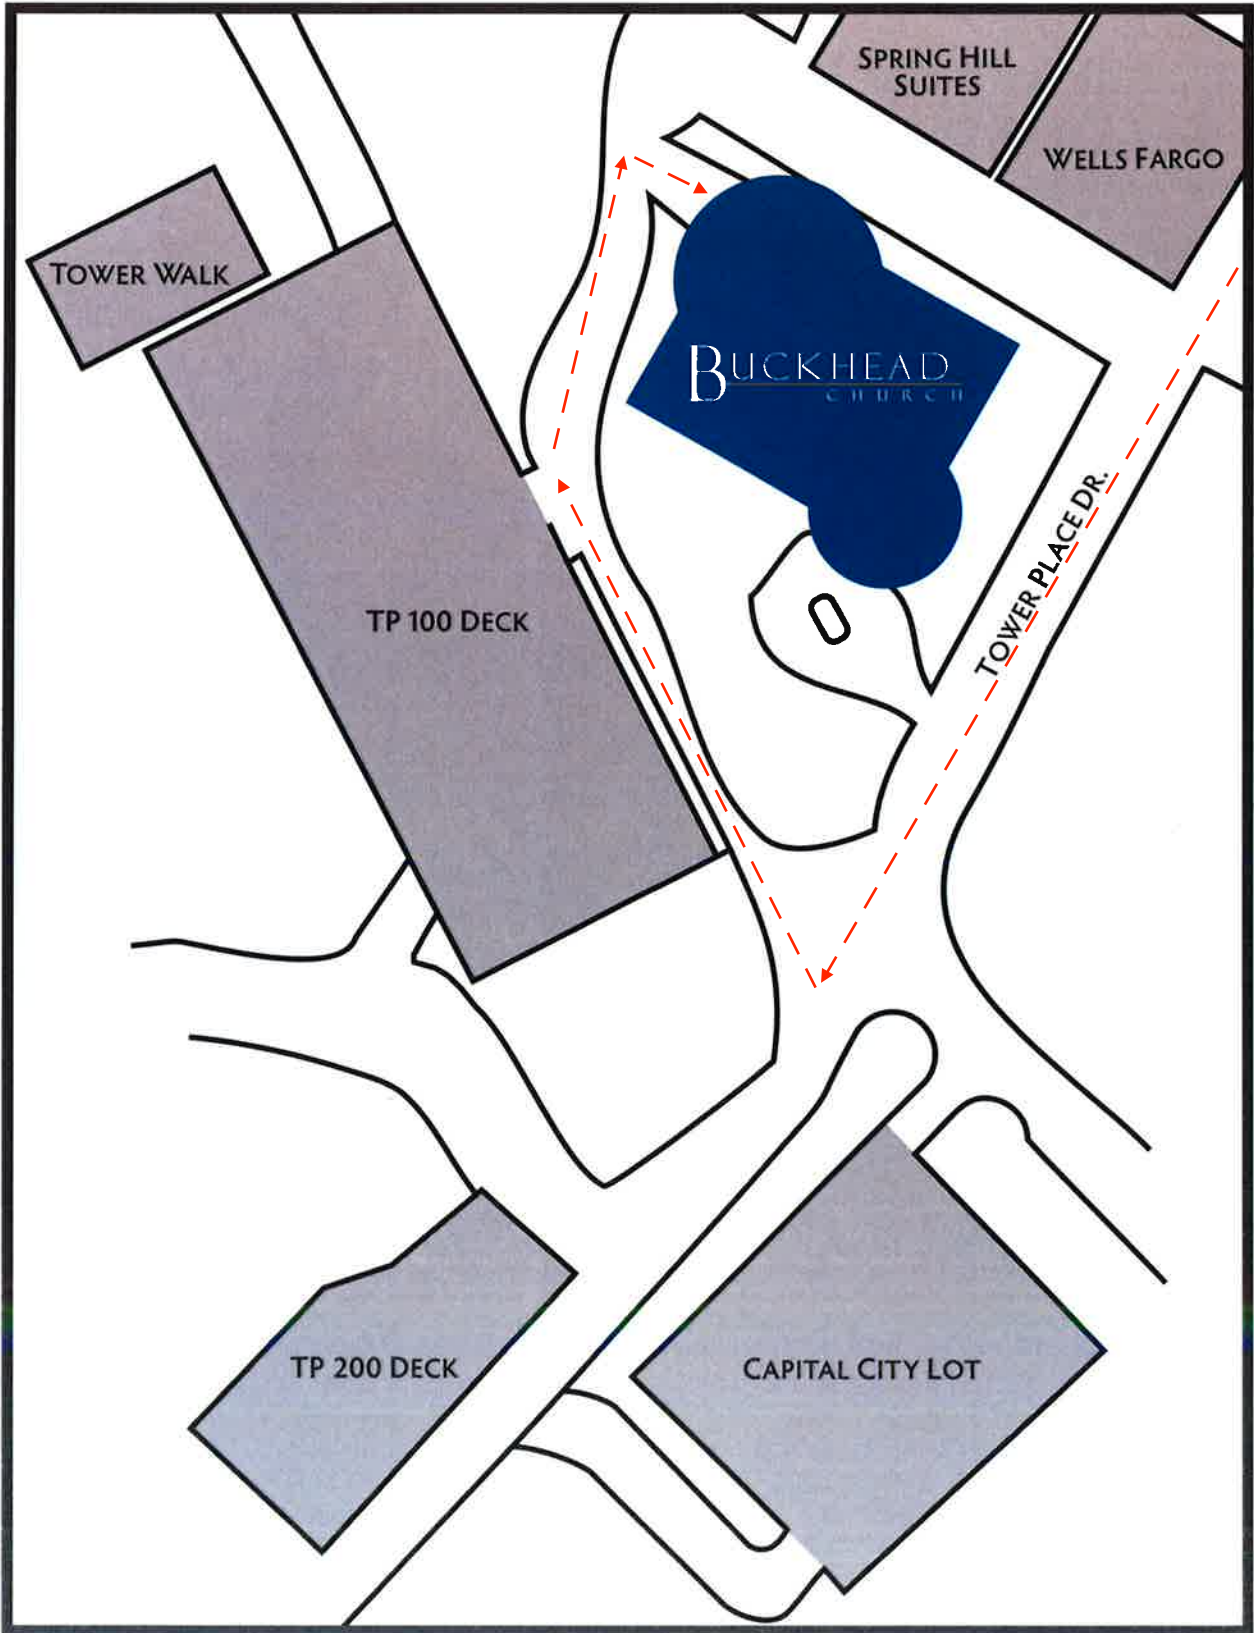 SPRING HILL
SUITES
WELLS FARGO
TOWER WALK
BUCKHEAD
CHURCH
TOWER PLACE DR.
TP 100 DECK
TP 200 DECK
CAPITAL CITY LOT